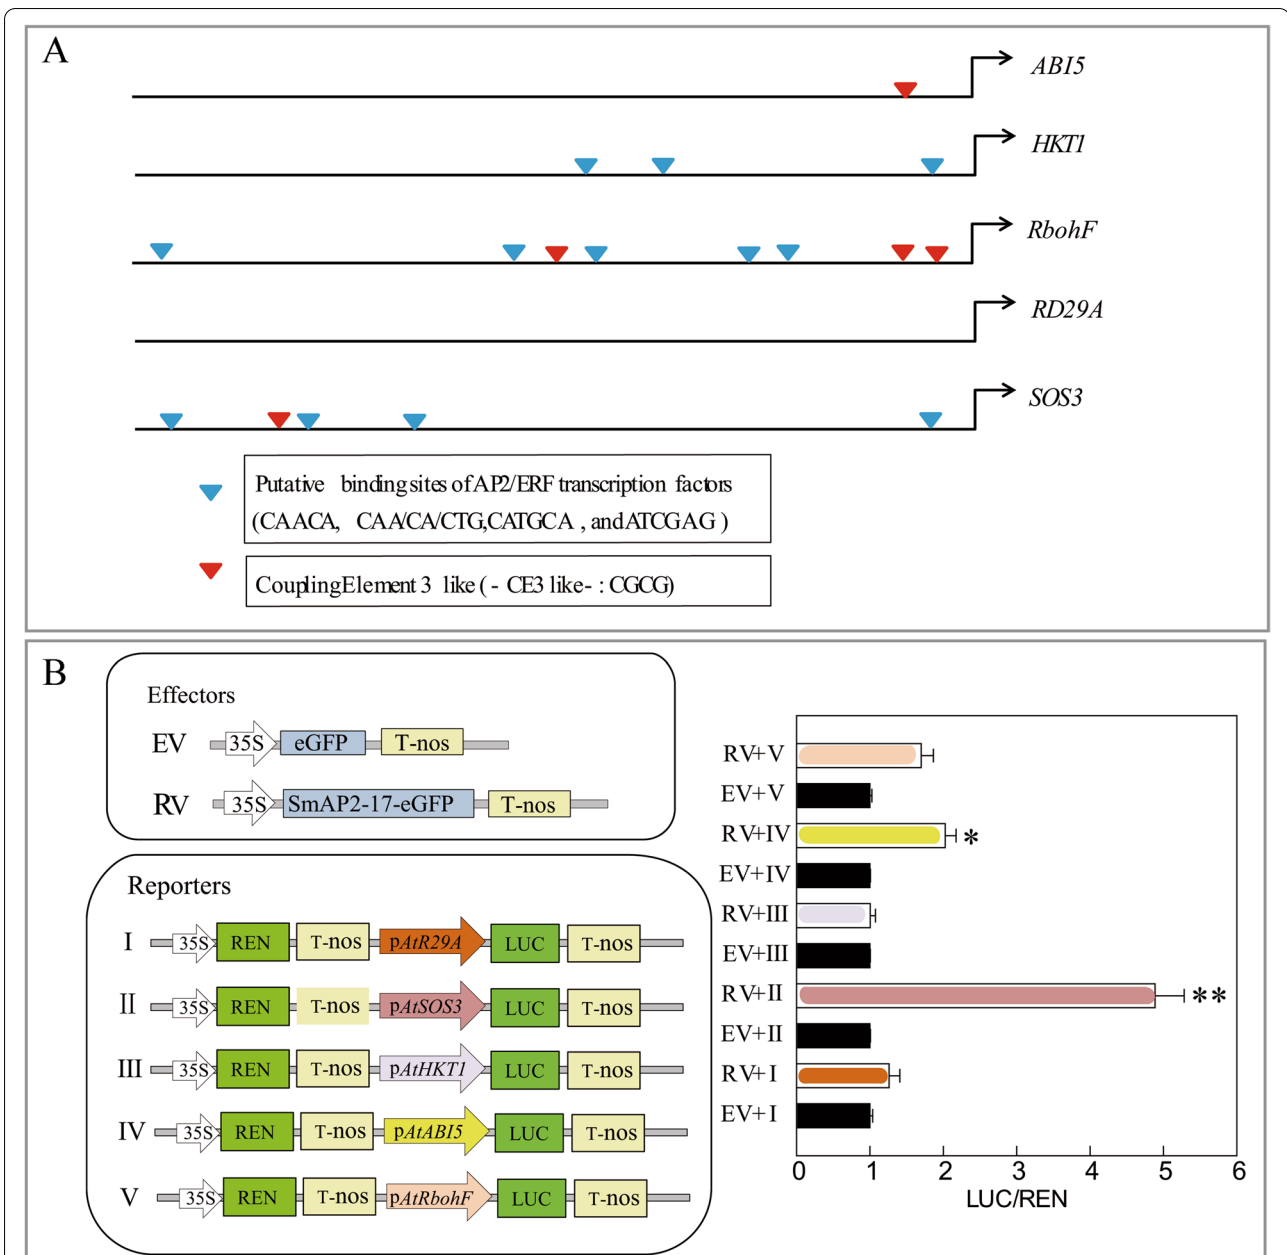 A
ABI5
HKT1
RbohF
RD29A
SOS3
Putative binding sites of AP2/ERF transcription factors
(CAACA, CAA/CA/CTG,CATGCA , and ATCGAG )
Coupling Element 3 like ( - CE3 like - : CGCG)
B
Effectors
EV 35S eGFP T-nos
RV 35S SmAP2-17-eGFP T-nos
Reporters
I 35S REN T-nos pAtR29A LUC T-nos
II 35S REN T-nos pAtSOS3 LUC T-nos
III 35S REN T-nos pAtHKT1 LUC T-nos
IV 35S REN T-nos pAtABI5 LUC T-nos
V 35S REN T-nos pAtRbohF LUC T-nos
RV+V
EV+V
RV+IV *
EV+IV
RV+III
EV+III
RV+II **
EV+II
RV+I
EV+I
0 1 2 3 4 5 6
LUC/REN